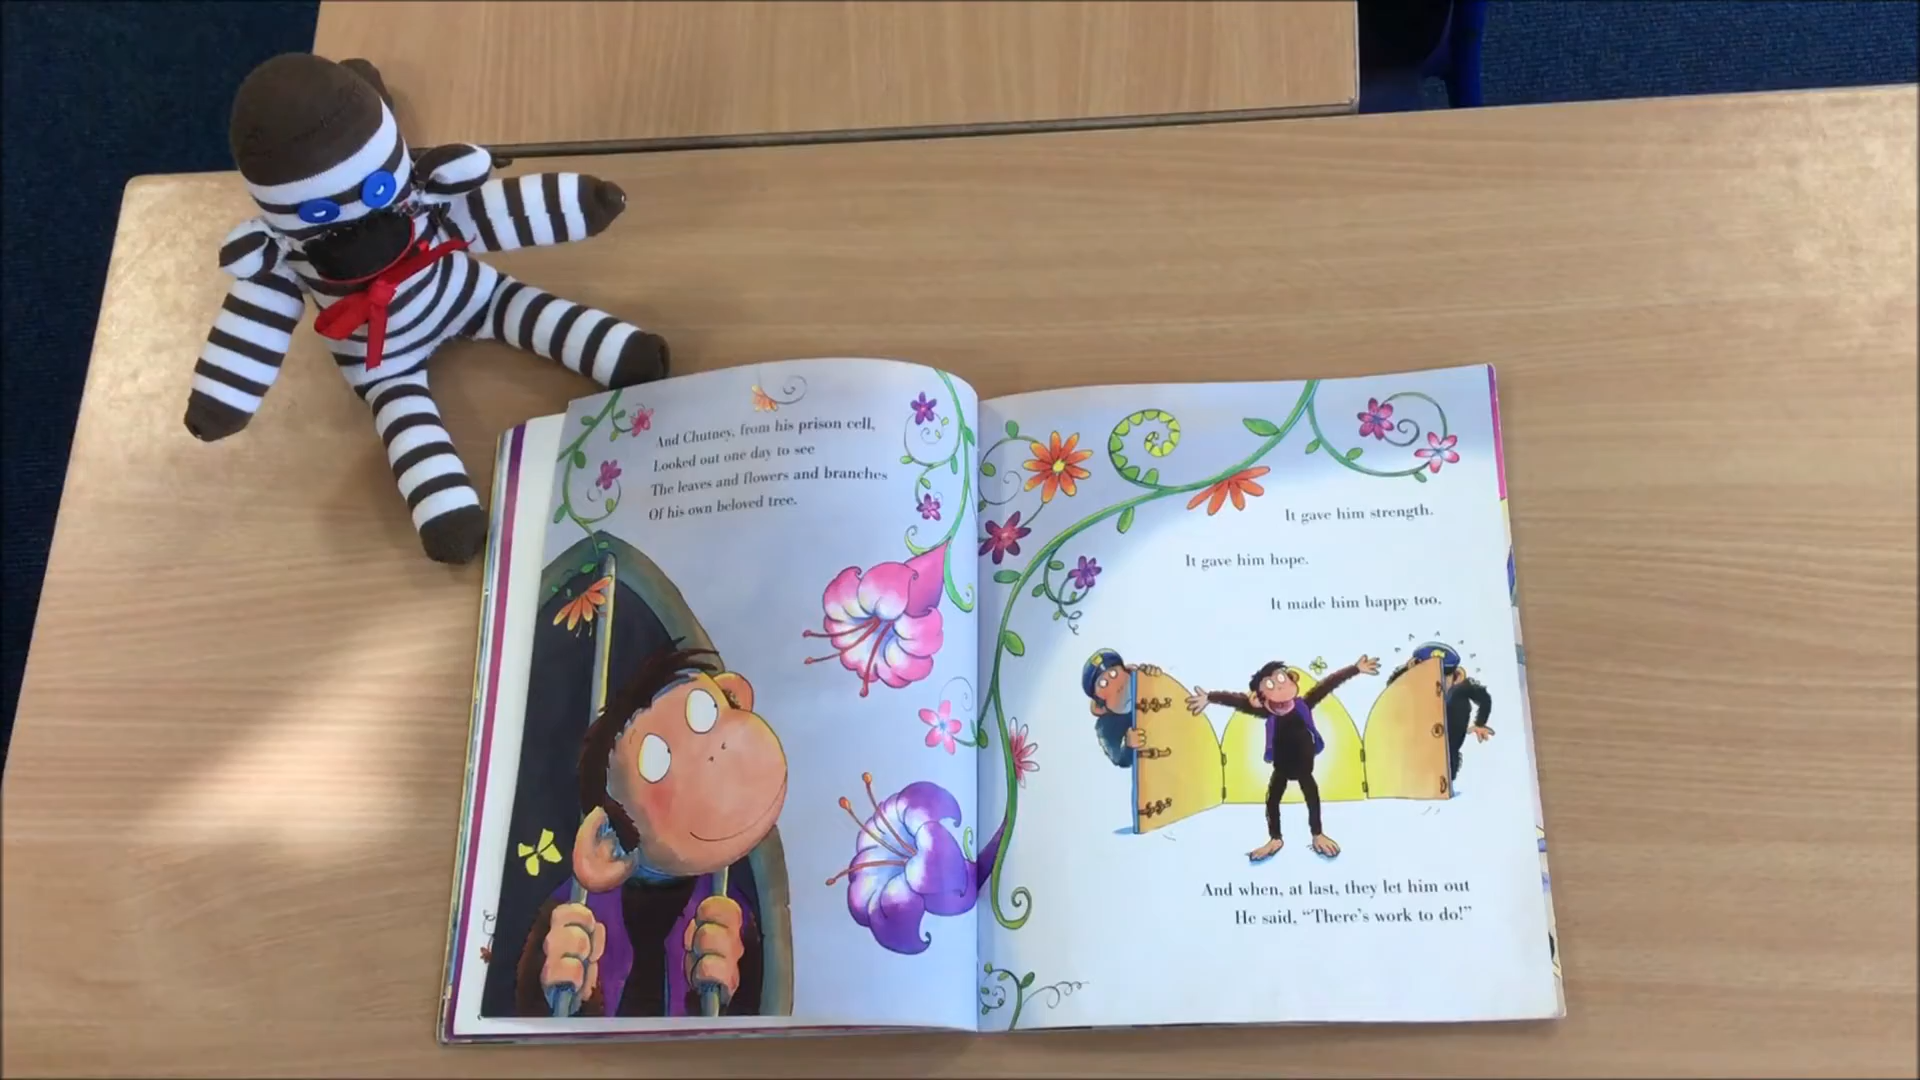 And Chutney, from his prison cell,
Looked out one day to see
The leaves and flowers and branches
Of his own beloved tree.
It gave him strength.
It gave him hope.
It made him happy too.
And when, at last, they let him out
He said, “There’s work to do!”